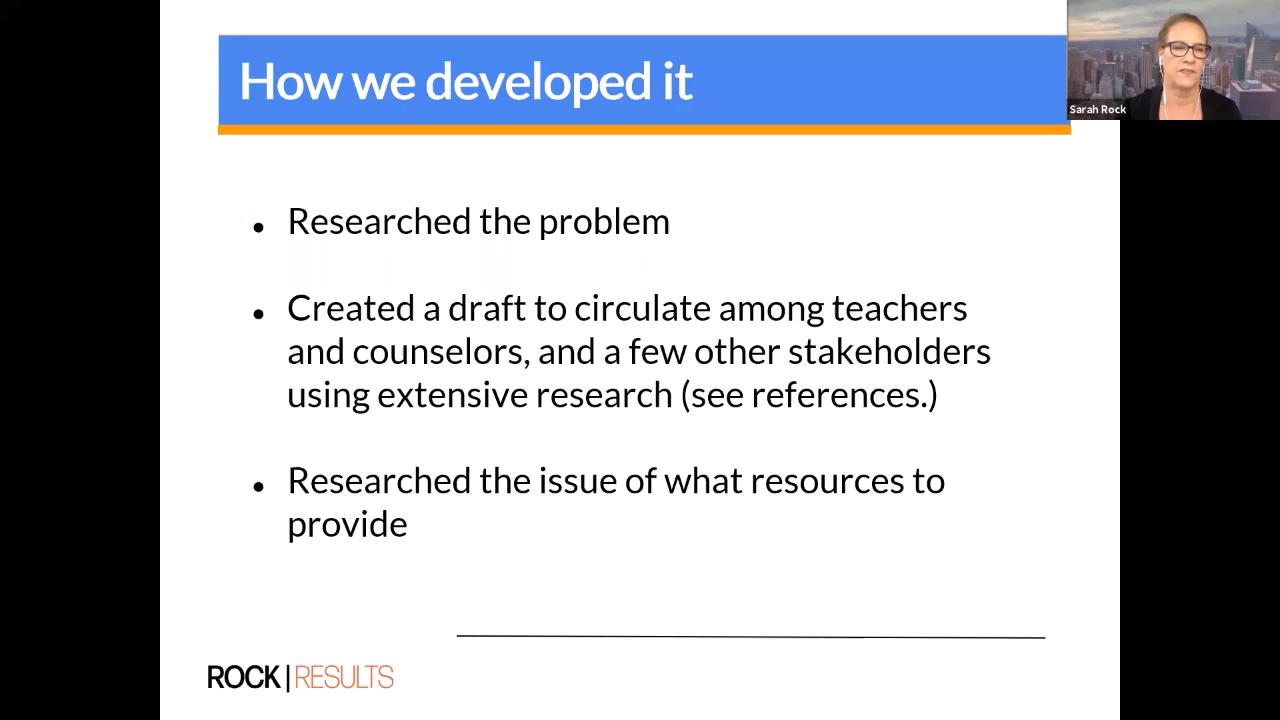 How we developed it
Sarah Rock
• Researched the problem
• Created a draft to circulate among teachers
and counselors, and a few other stakeholders
using extensive research (see references.)
• Researched the issue of what resources to
provide
ROCK|RESULTS